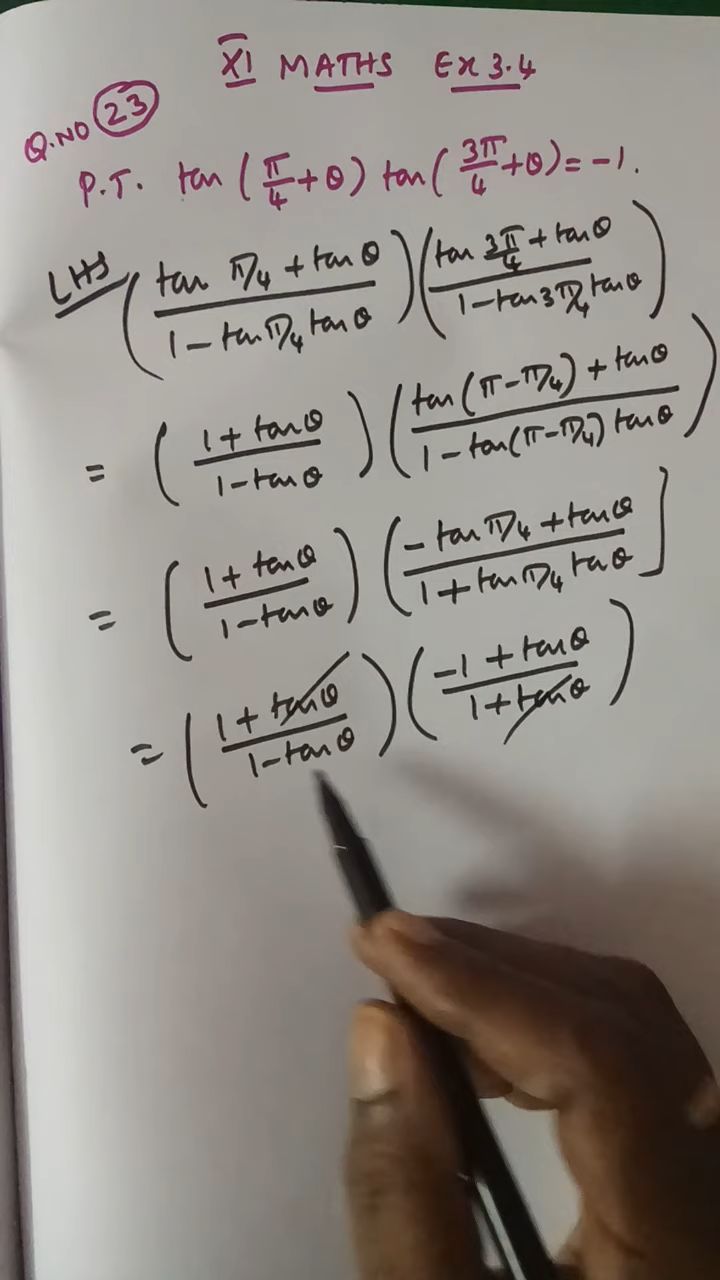 XI MATHS Ex 3.4
Q.NO 23
P.T. tan (π/4 + θ) tan (3π/4 + θ) = -1.
LHS ((tan π/4 + tan θ)/(1 - tan π/4 tan θ)) ((tan 3π/4 + tan θ)/(1 - tan 3π/4 tan θ))
= ((1 + tan θ)/(1 - tan θ)) ((tan (π - π/4) + tan θ)/(1 - tan (π - π/4) tan θ))
= ((1 + tan θ)/(1 - tan θ)) ((- tan π/4 + tan θ)/(1 + tan π/4 tan θ)]
= ((1 + tan θ)/(1 - tan θ)) ((-1 + tan θ)/(1 + tan θ))